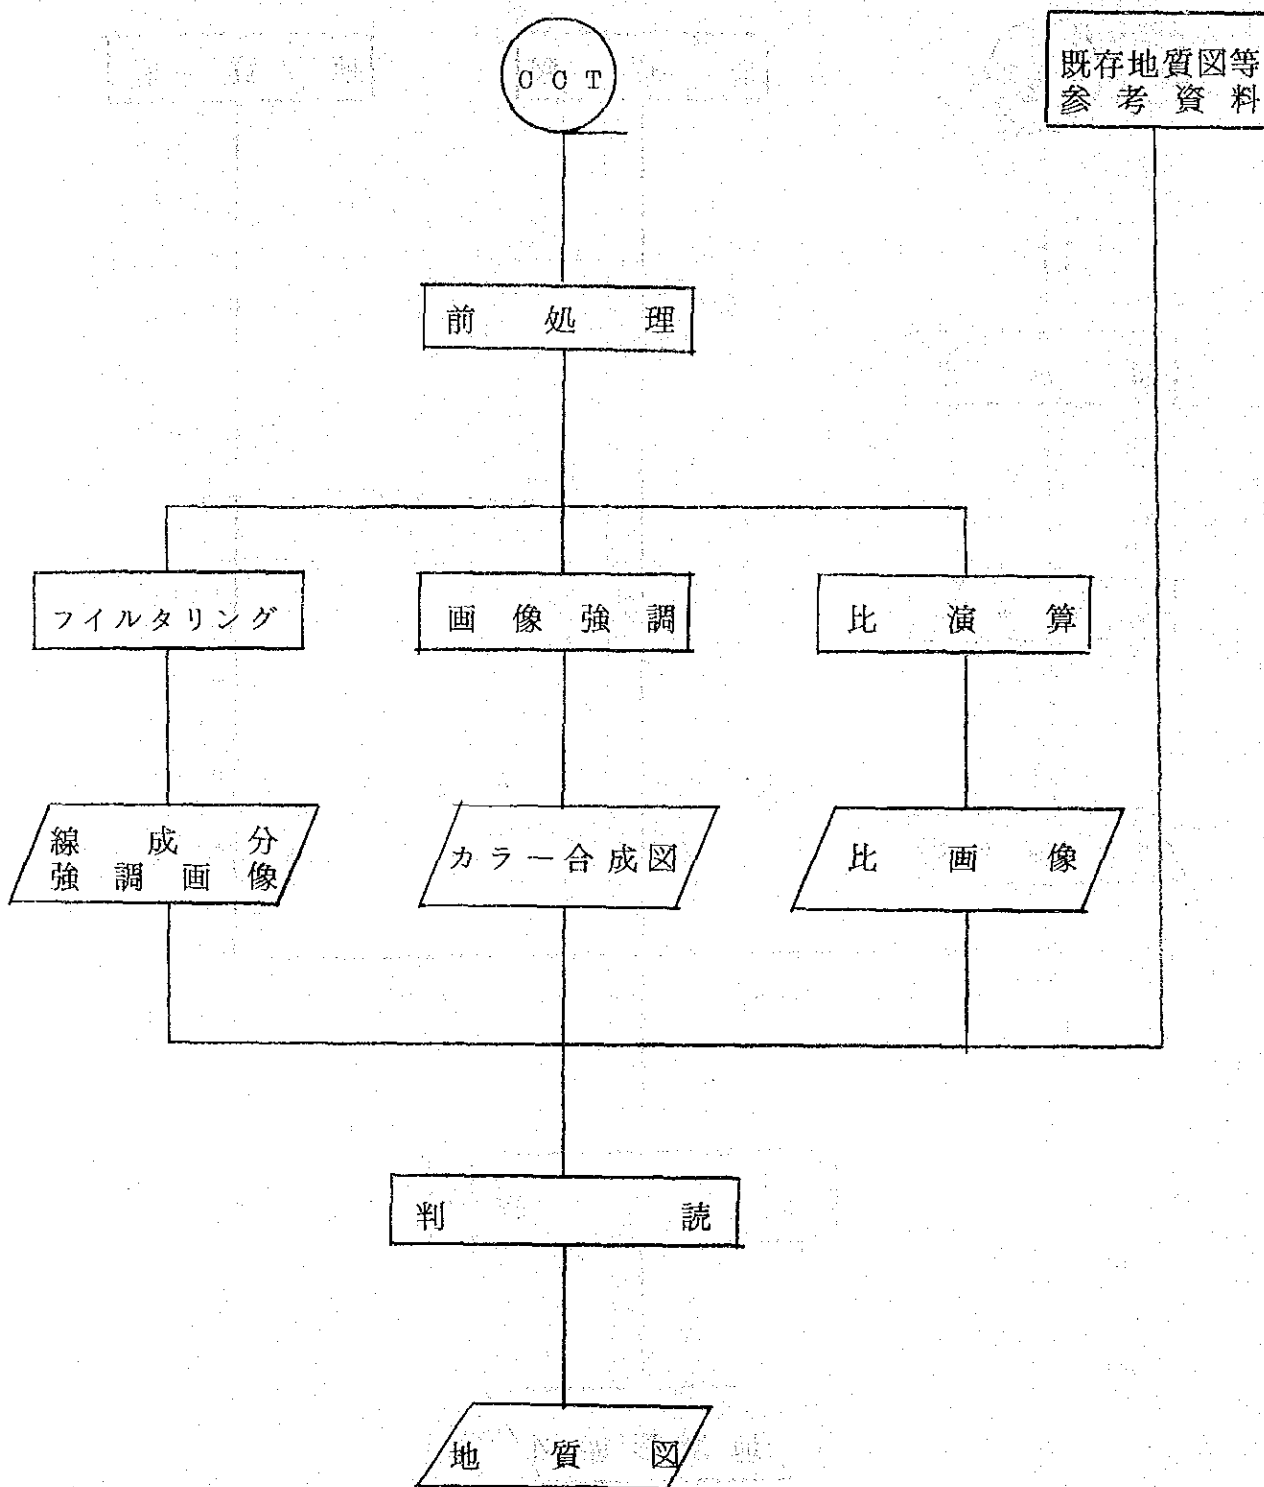 CCT
既存地質図等
参考資料
前処理
フイルタリング
画像強調
比演算
線成分
強調画像
カラー合成図
比画像
判読
地質図